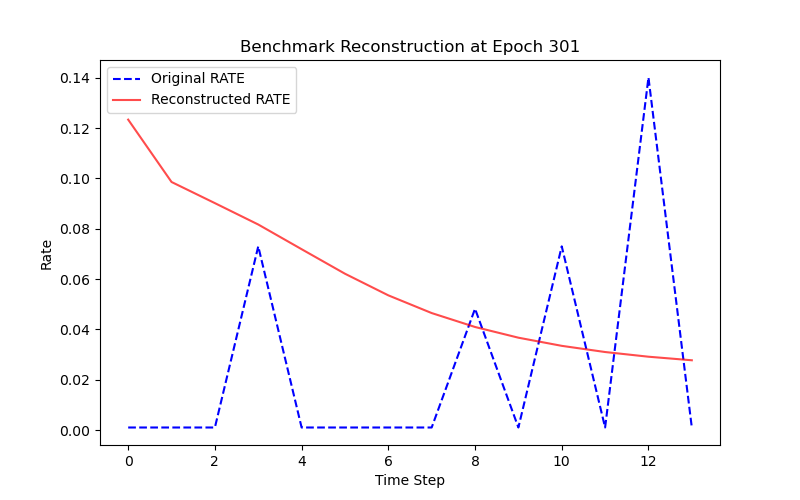 Benchmark Reconstruction at Epoch 301
Original RATE
Reconstructed RATE
0.14
0.12
0.10
0.08
0.06
0.04
0.02
0.00
Rate
0 2 4 6 8 10 12
Time Step